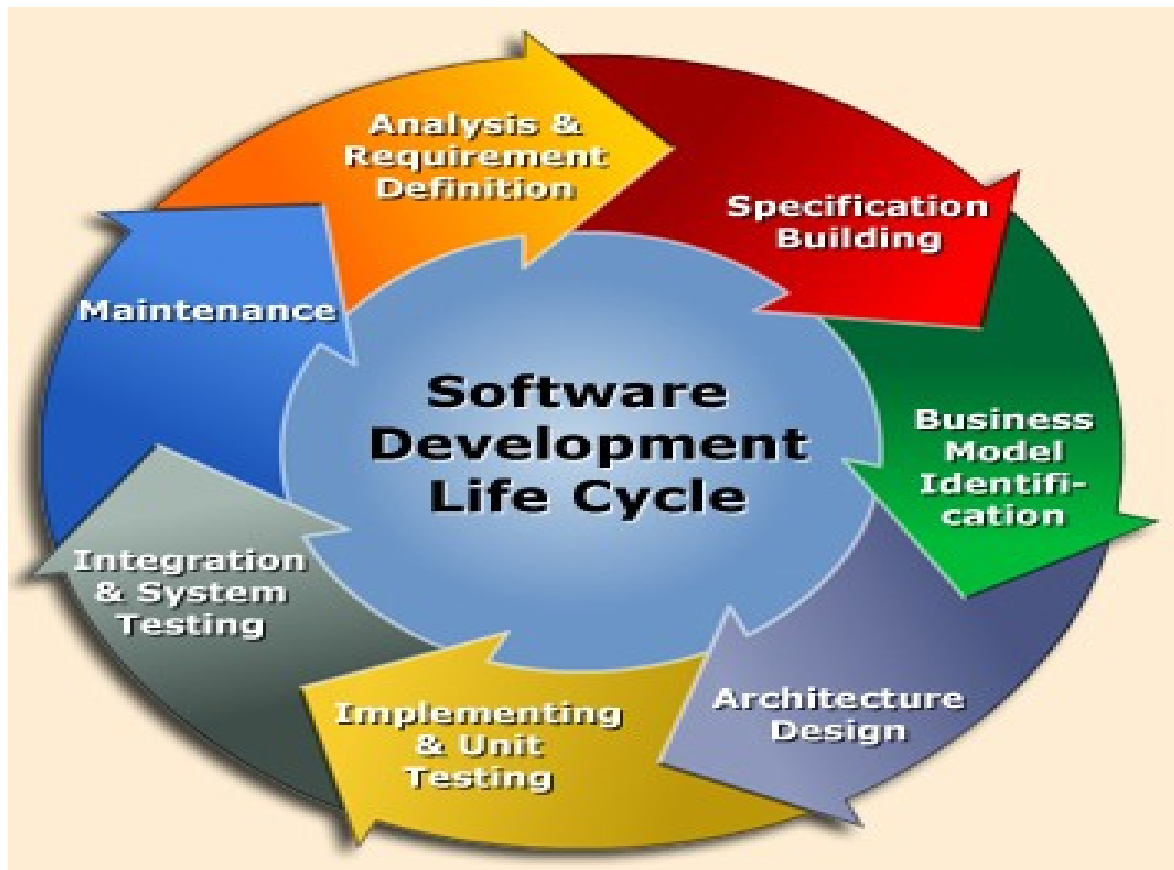 Analysis &
Requirement
Definition
Specification
Building
Business
Model
Identifi-
cation
Architecture
Design
Implementing
& Unit
Testing
Integration
& System
Testing
Maintenance
Software
Development
Life Cycle